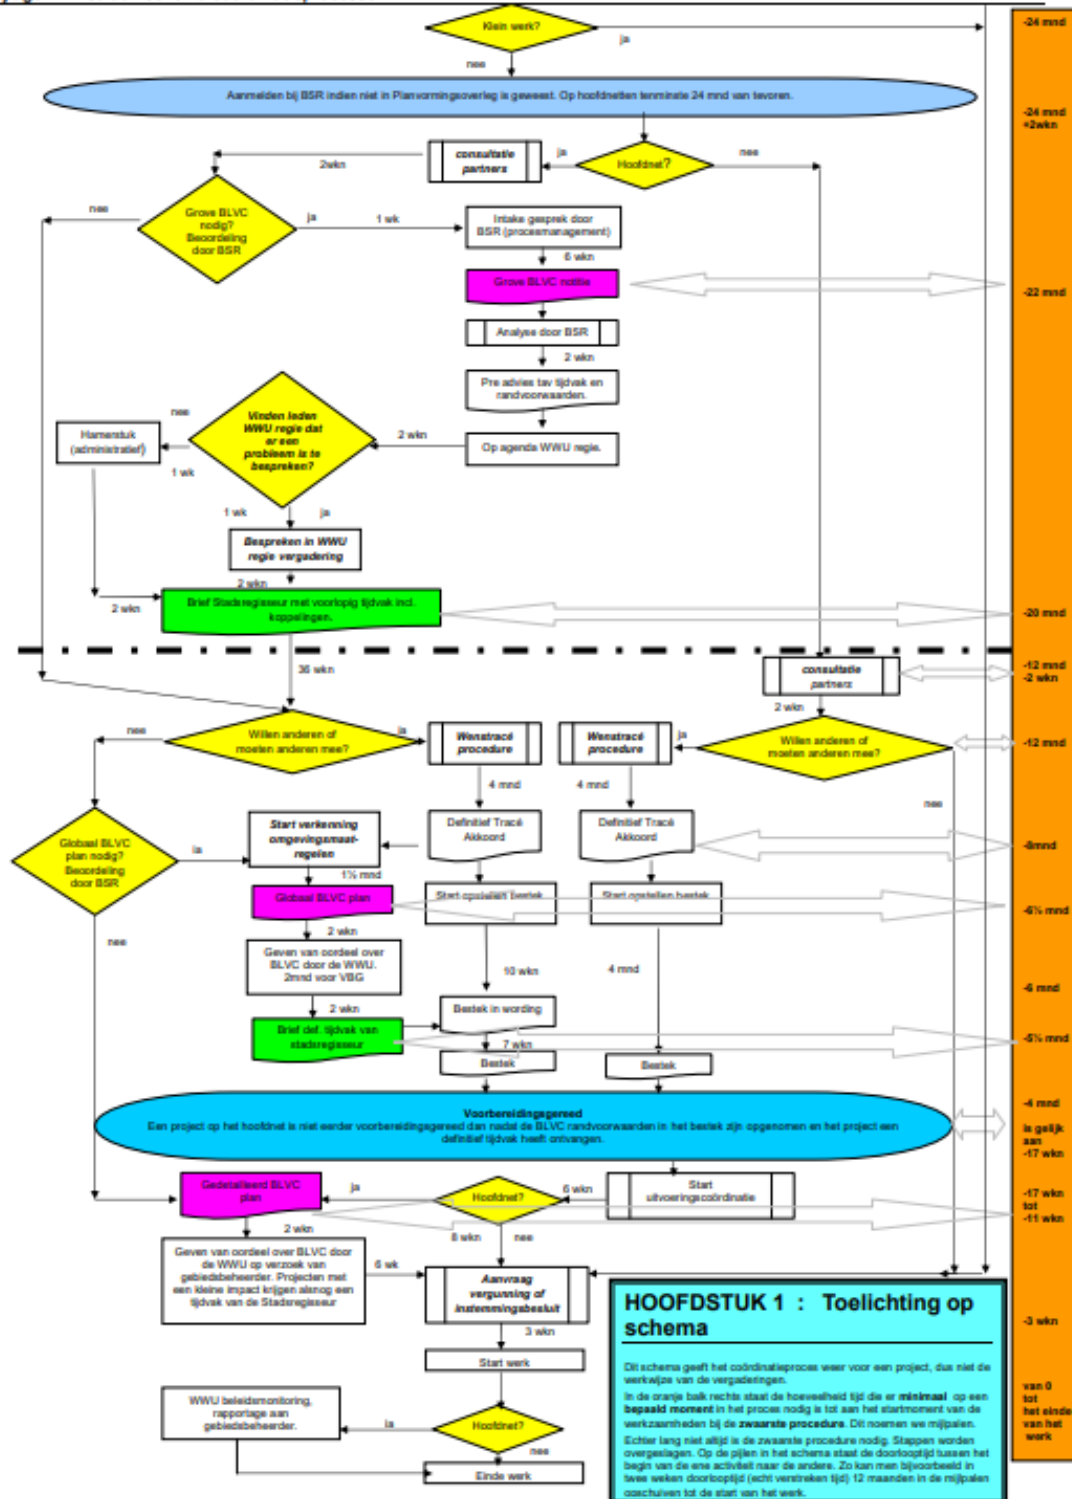 Klein werk?
ja
nee
Aanmelden bij BSR indien niet in Planvormingsoverleg is geweest. Op hoofdnetten tenminste 24 mnd van tevoren.
consultatie
partners
ja
Hoofdnet?
nee
2wkn
Grove BLVC
nodig?
Beoordeling
door BSR
nee
ja
1 wk
Intake gesprek door
BSR (procesmanagement)
6 wkn
Grove BLVC notitie
Analyse door BSR
2 wkn
Pre advies tav tijdvak en
randvoorwaarden.
Op agenda WWU regie.
2 wkn
Vinden leden
WWU regie dat
er een
probleem is te
bespreken?
nee
Hamerstuk
(administratief)
1 wk
1 wk
ja
Bespreken in WWU
regie vergadering
2 wkn
2 wkn
Brief Stadsregisseur met voorlopig tijdvak incl.
koppelingen.
36 wkn
consultatie
partners
2 wkn
Willen anderen of
moeten anderen mee?
nee
ja
Wenstracé
procedure
Wenstracé
procedure
ja
Willen anderen of
moeten anderen mee?
nee
4 mnd
4 mnd
Globaal BLVC
plan nodig?
Beoordeling
door BSR
ja
nee
Start verkenning
omgevingsmaat-
regelen
Definitief Tracé
Akkoord
Definitief Tracé
Akkoord
1½ mnd
Globaal BLVC plan
Start opstellen bestek
Start opstellen bestek
2 wkn
Geven van oordeel over
BLVC door de WWU.
2mnd voor VBG
10 wkn
4 mnd
2 wkn
Brief def. tijdvak van
stadsregisseur
Bestek in wording
7 wkn
Bestek
Bestek
Voorbereidingsgereed
Een project op het hoofdnet is niet eerder voorbereidingsgereed dan nadat de BLVC randvoorwaarden in het bestek zijn opgenomen en het project een
definitief tijdvak heeft ontvangen.
Gedetailleerd BLVC
plan
ja
Hoofdnet?
6 wkn
Start
uitvoeringscoördinatie
2 wkn
8 wkn
nee
Geven van oordeel over BLVC door
de WWU op verzoek van
gebiedsbeheerder. Projecten met
een kleine impact krijgen alsnog een
tijdvak van de Stadsregisseur
6 wk
Aanvraag
vergunning of
instemmingsbesluit
3 wkn
Start werk
WWU beleidsmonitoring,
rapportage aan
gebiedsbeheerder.
ja
Hoofdnet?
nee
Einde werk
HOOFDSTUK 1 : Toelichting op
schema
Dit schema geeft het coördinatieproces weer voor een project, dus niet de
werkwijze van de vergaderingen.
In de oranje balk rechts staat de hoeveelheid tijd die er minimaal op een
bepaald moment in het proces nodig is tot aan het startmoment van de
werkzaamheden bij de zwaarste procedure. Dit noemen we mijlpalen.
Echter lang niet altijd is de zwaarste procedure nodig. Stappen worden
overgeslagen. Op de pijlen in het schema staat de doorlooptijd tussen het
begin van de ene activiteit naar de andere. Zo kan men bijvoorbeeld in
twee weken doorlooptijd (echt verstreken tijd) 12 maanden in de mijlpalen
opschuiven tot de start van het werk.
-24 mnd
-24 mnd
+2wkn
-22 mnd
-20 mnd
-12 mnd
-2 wkn
-12 mnd
-8mnd
-6½ mnd
-6 mnd
-5½ mnd
-4 mnd
is gelijk
aan
-17 wkn
-17 wkn
tot
-11 wkn
-3 wkn
van 0
tot
het einde
van het
werk